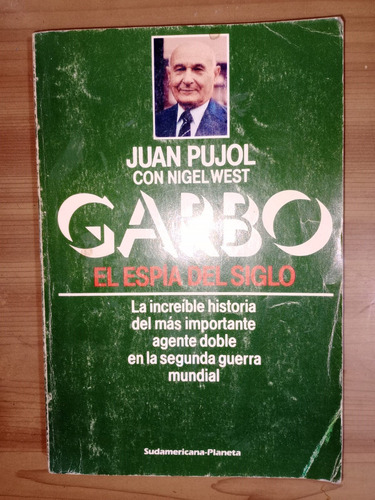 JUAN PUJOL
CON NIGEL WEST
GARBO
EL ESPIA DEL SIGLO
La increíble historia
del más importante
agente doble
en la segunda guerra
mundial
Sudamericana-Planeta